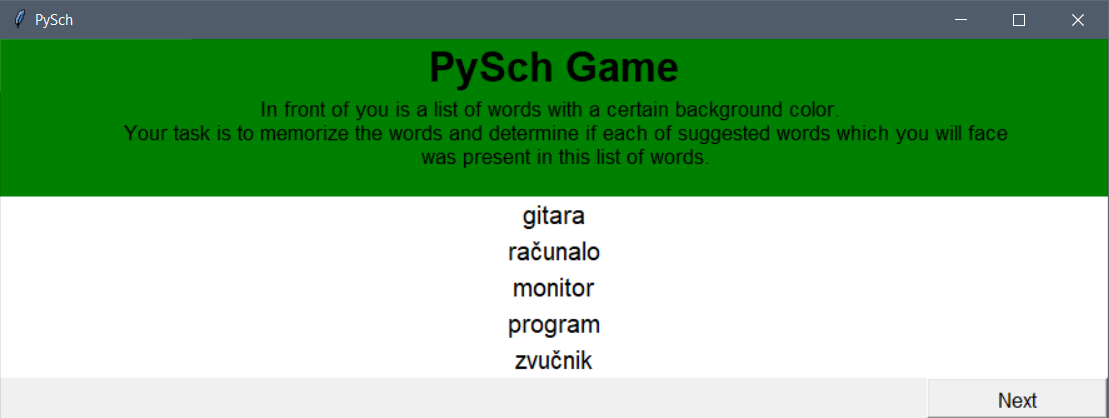 PySch
PySch Game
In front of you is a list of words with a certain background color.
Your task is to memorize the words and determine if each of suggested words which you will face
was present in this list of words.
gitara
računalo
monitor
program
zvučnik
Next